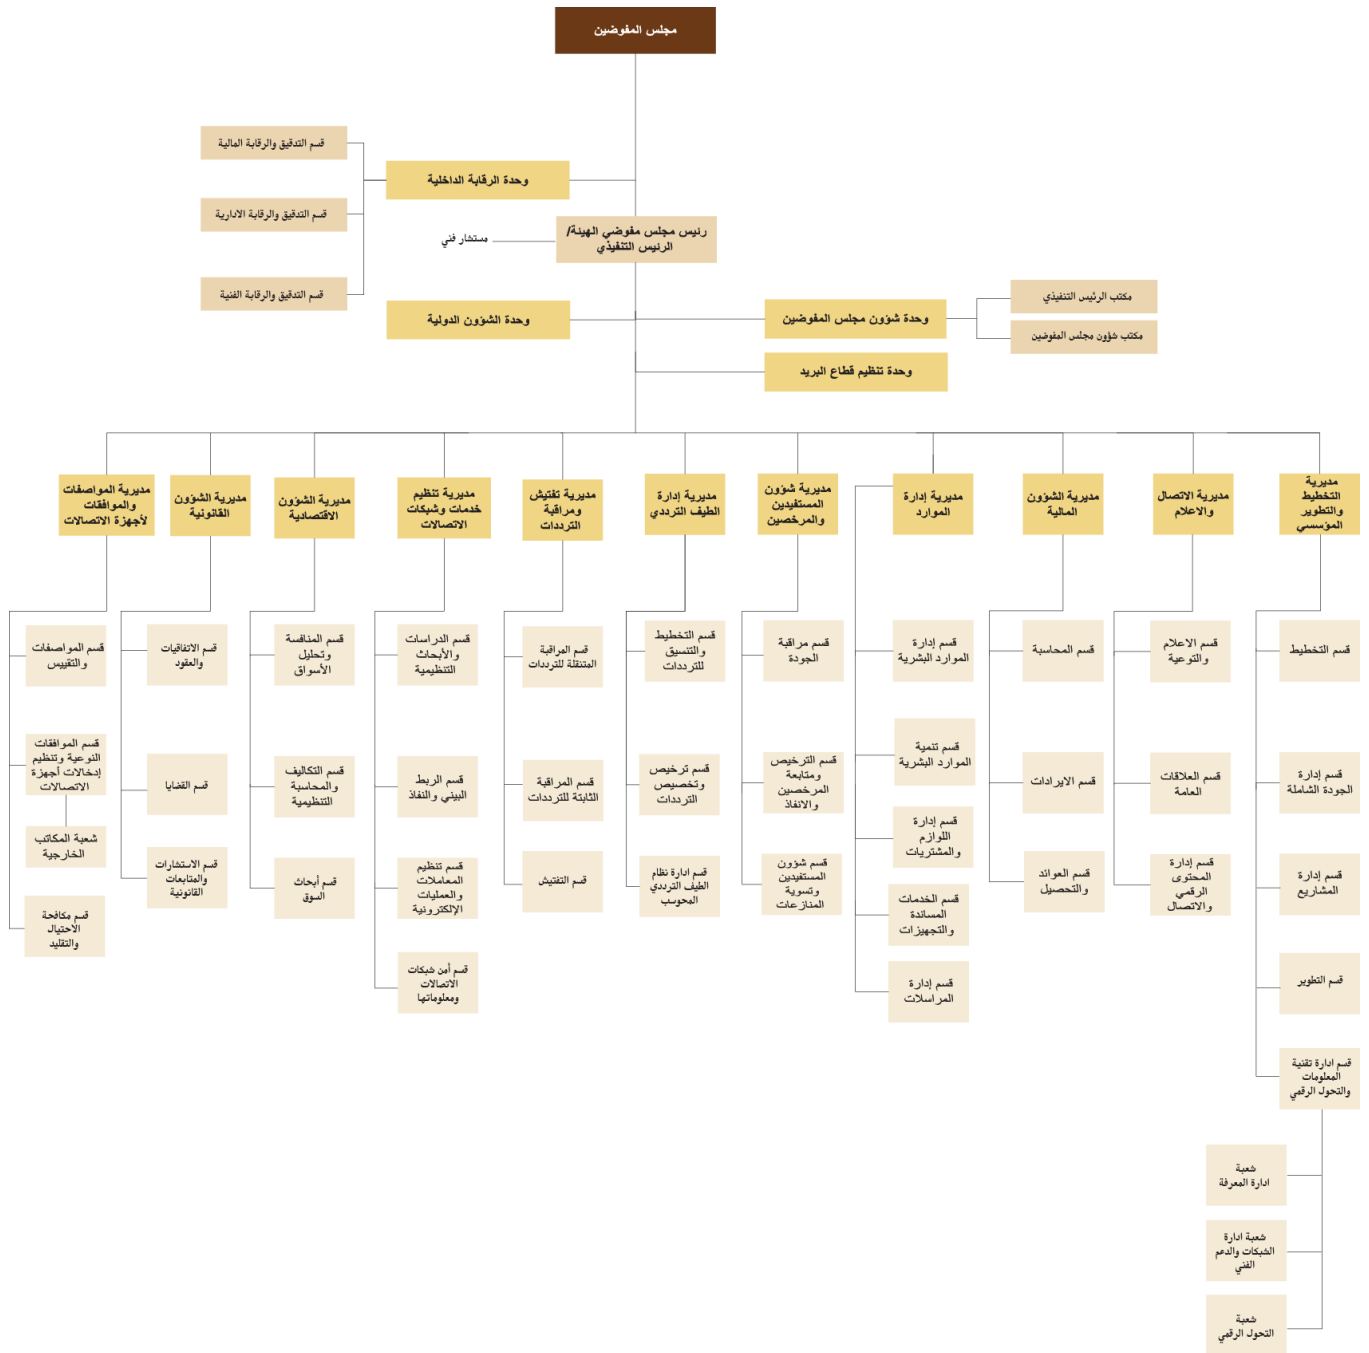 مجلس المفوضين
قسم التدقيق والرقابة المالية
وحدة الرقابة الداخلية
قسم التدقيق والرقابة الادارية
قسم التدقيق والرقابة الفنية
رئيس مجلس مفوضي الهيئة/
الرئيس التنفيذي
مستشار فني
مكتب الرئيس التنفيذي
وحدة شؤون مجلس المفوضين
مكتب شؤون مجلس المفوضين
وحدة الشؤون الدولية
وحدة تنظيم قطاع البريد
مديرية
التخطيط
والتطوير
المؤسسي
مديرية الاتصال
والاعلام
مديرية الشؤون
المالية
مديرية إدارة
الموارد
مديرية شؤون
المستفيدين
والمرخصين
مديرية إدارة
الطيف الترددي
مديرية تفتيش
ومراقبة
الترددات
مديرية تنظيم
خدمات وشبكات
الاتصالات
مديرية الشؤون
الاقتصادية
مديرية الشؤون
القانونية
مديرية المواصفات
والموافقات
لأجهزة الاتصالات
قسم التخطيط
قسم إدارة
الجودة الشاملة
قسم إدارة
المشاريع
قسم التطوير
قسم ادارة تقنية
المعلومات
والتحول الرقمي
شعبة
ادارة المعرفة
شعبة ادارة
الشبكات والدعم
الفني
شعبة
التحول الرقمي
قسم الاعلام
والتوعية
قسم العلاقات
العامة
قسم إدارة
المحتوى
الرقمي
والاتصال
قسم المحاسبة
قسم الايرادات
قسم العوائد
والتحصيل
قسم إدارة
الموارد البشرية
قسم تنمية
الموارد البشرية
قسم إدارة
اللوازم
والمشتريات
قسم الخدمات
المساندة
والتجهيزات
قسم إدارة
المراسلات
قسم مراقبة
الجودة
قسم الترخيص
ومتابعة
المرخصين
والانفاذ
قسم شؤون
المستفيدين
وتسوية
المنازعات
قسم التخطيط
والتنسيق
للترددات
قسم ترخيص
وتخصيص
الترددات
قسم ادارة نظام
الطيف الترددي
المحوسب
قسم المراقبة
المتنقلة للترددات
قسم المراقبة
الثابتة للترددات
قسم التفتيش
قسم الدراسات
والأبحاث
التنظيمية
قسم الربط
البيني والنفاذ
قسم تنظيم
المعاملات
والعمليات
الإلكترونية
قسم أمن شبكات
الاتصالات
ومعلوماتها
قسم المنافسة
وتحليل
الأسواق
قسم التكاليف
والمحاسبة
التنظيمية
قسم أبحاث
السوق
قسم الاتفاقيات
والعقود
قسم القضايا
قسم الاستشارات
والمتابعات
القانونية
قسم المواصفات
والتقييس
قسم الموافقات
النوعية وتنظيم
إدخالات أجهزة
الاتصالات
شعبة المكاتب
الخارجية
قسم مكافحة
الاحتيال
والتقليد